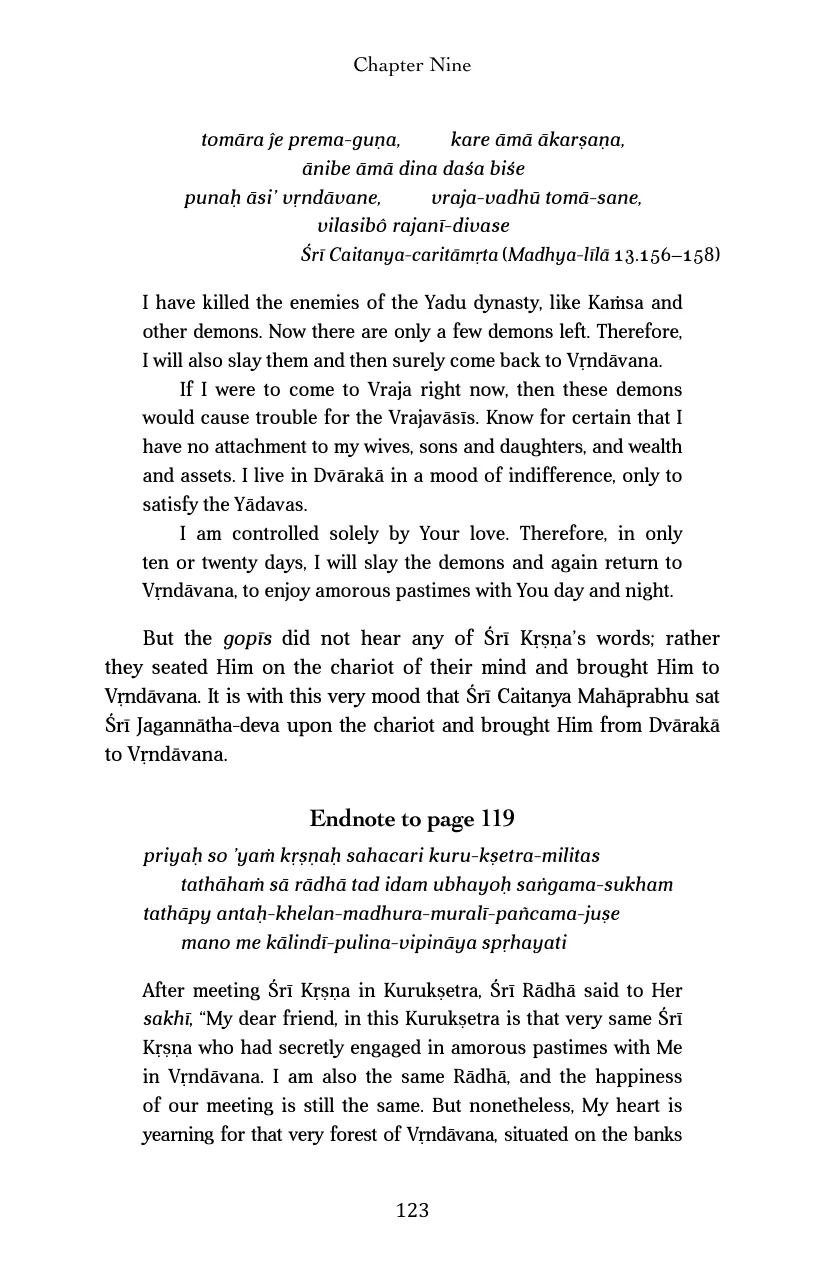 Chapter Nine
tomāra ĵe prema-guṇa, kare āmā ākarṣaṇa,
ānibe āmā dina daśa biśe
punaḥ āsi’ vṛndāvane, vraja-vadhū tomā-sane,
vilasibô rajanī-divase
Śrī Caitanya-caritāmṛta (Madhya-līlā 13.156–158)
I have killed the enemies of the Yadu dynasty, like Kaṁsa and
other demons. Now there are only a few demons left. Therefore,
I will also slay them and then surely come back to Vṛndāvana.
If I were to come to Vraja right now, then these demons
would cause trouble for the Vrajavāsīs. Know for certain that I
have no attachment to my wives, sons and daughters, and wealth
and assets. I live in Dvārakā in a mood of indifference, only to
satisfy the Yādavas.
I am controlled solely by Your love. Therefore, in only
ten or twenty days, I will slay the demons and again return to
Vṛndāvana, to enjoy amorous pastimes with You day and night.
But the gopīs did not hear any of Śrī Kṛṣṇa’s words; rather
they seated Him on the chariot of their mind and brought Him to
Vṛndāvana. It is with this very mood that Śrī Caitanya Mahāprabhu sat
Śrī Jagannātha-deva upon the chariot and brought Him from Dvārakā
to Vṛndāvana.
Endnote to page 119
priyaḥ so ’yaṁ kṛṣṇaḥ sahacari kuru-kṣetra-militas
tathāhaṁ sā rādhā tad idam ubhayoḥ saṅgama-sukham
tathāpy antaḥ-khelan-madhura-muralī-pañcama-juṣe
mano me kālindī-pulina-vipināya spṛhayati
After meeting Śrī Kṛṣṇa in Kurukṣetra, Śrī Rādhā said to Her
sakhī, “My dear friend, in this Kurukṣetra is that very same Śrī
Kṛṣṇa who had secretly engaged in amorous pastimes with Me
in Vṛndāvana. I am also the same Rādhā, and the happiness
of our meeting is still the same. But nonetheless, My heart is
yearning for that very forest of Vṛndāvana, situated on the banks
123